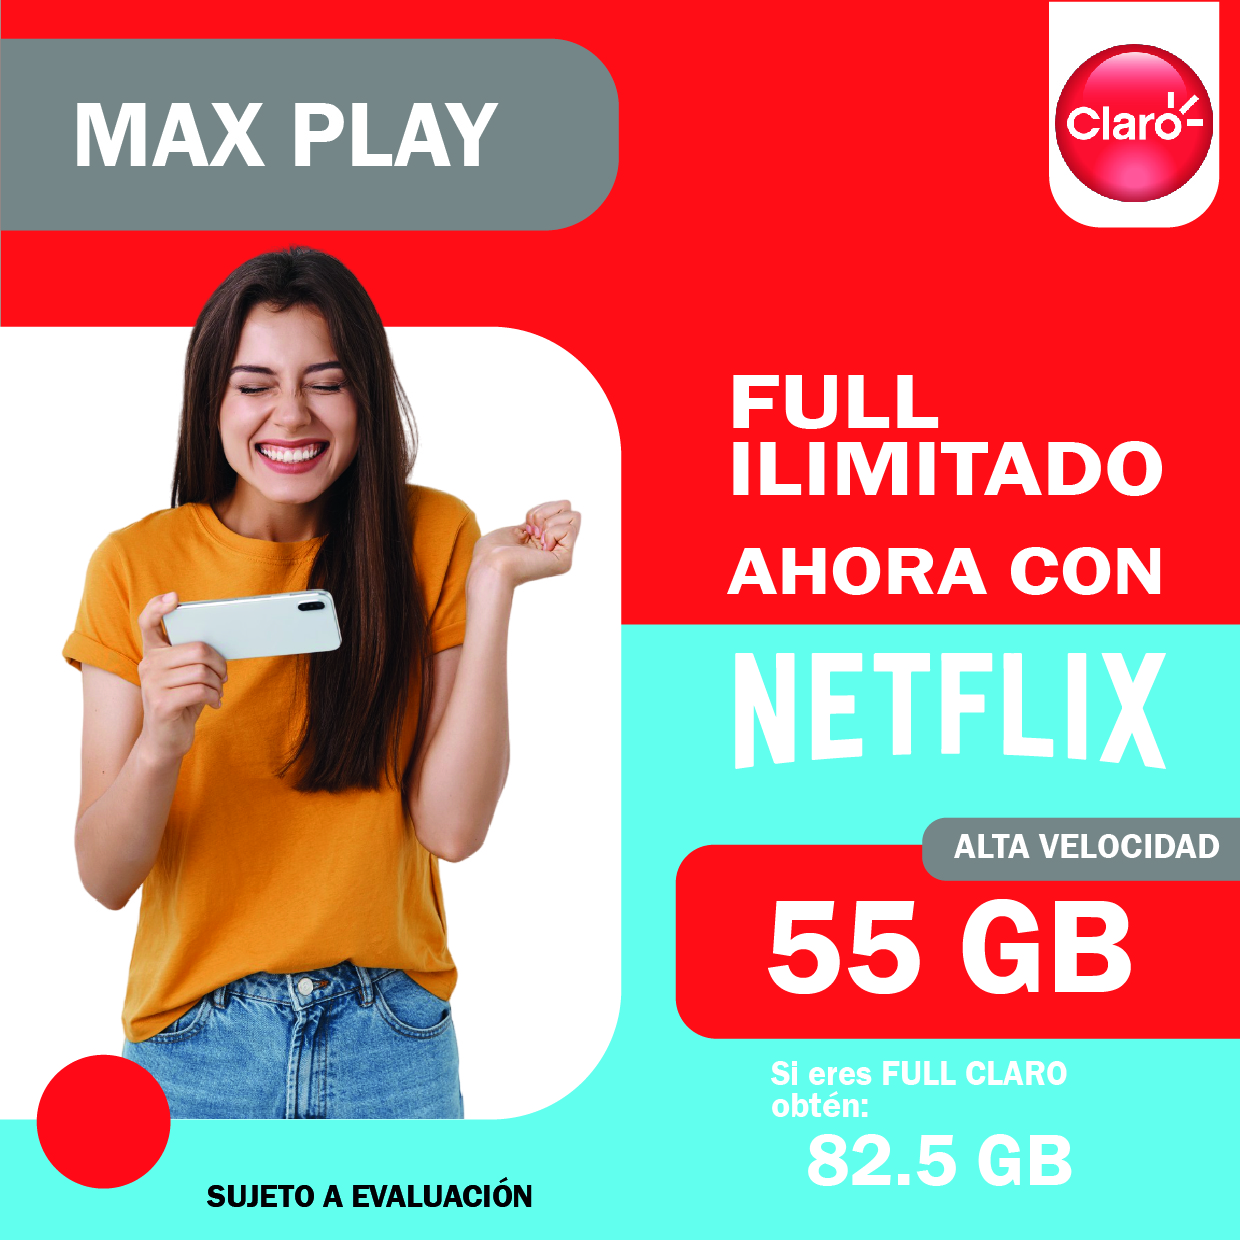 MAX PLAY
Claro
FULL
ILIMITADO
AHORA CON
NETFLIX
ALTA VELOCIDAD
55 GB
Si eres FULL CLARO
obtén:
82.5 GB
SUJETO A EVALUACIÓN